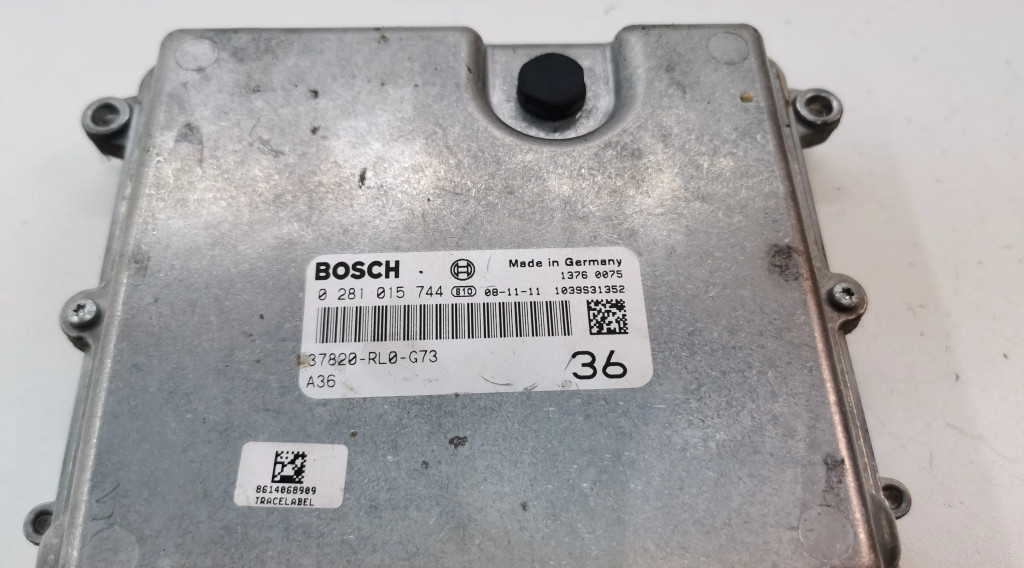 BOSCH Made in Germany
1376 0075
0 281 015 744 810 08-11-11 1039S31352
37820-RL0-G73
A36 36
8614068909
TRACELABEL